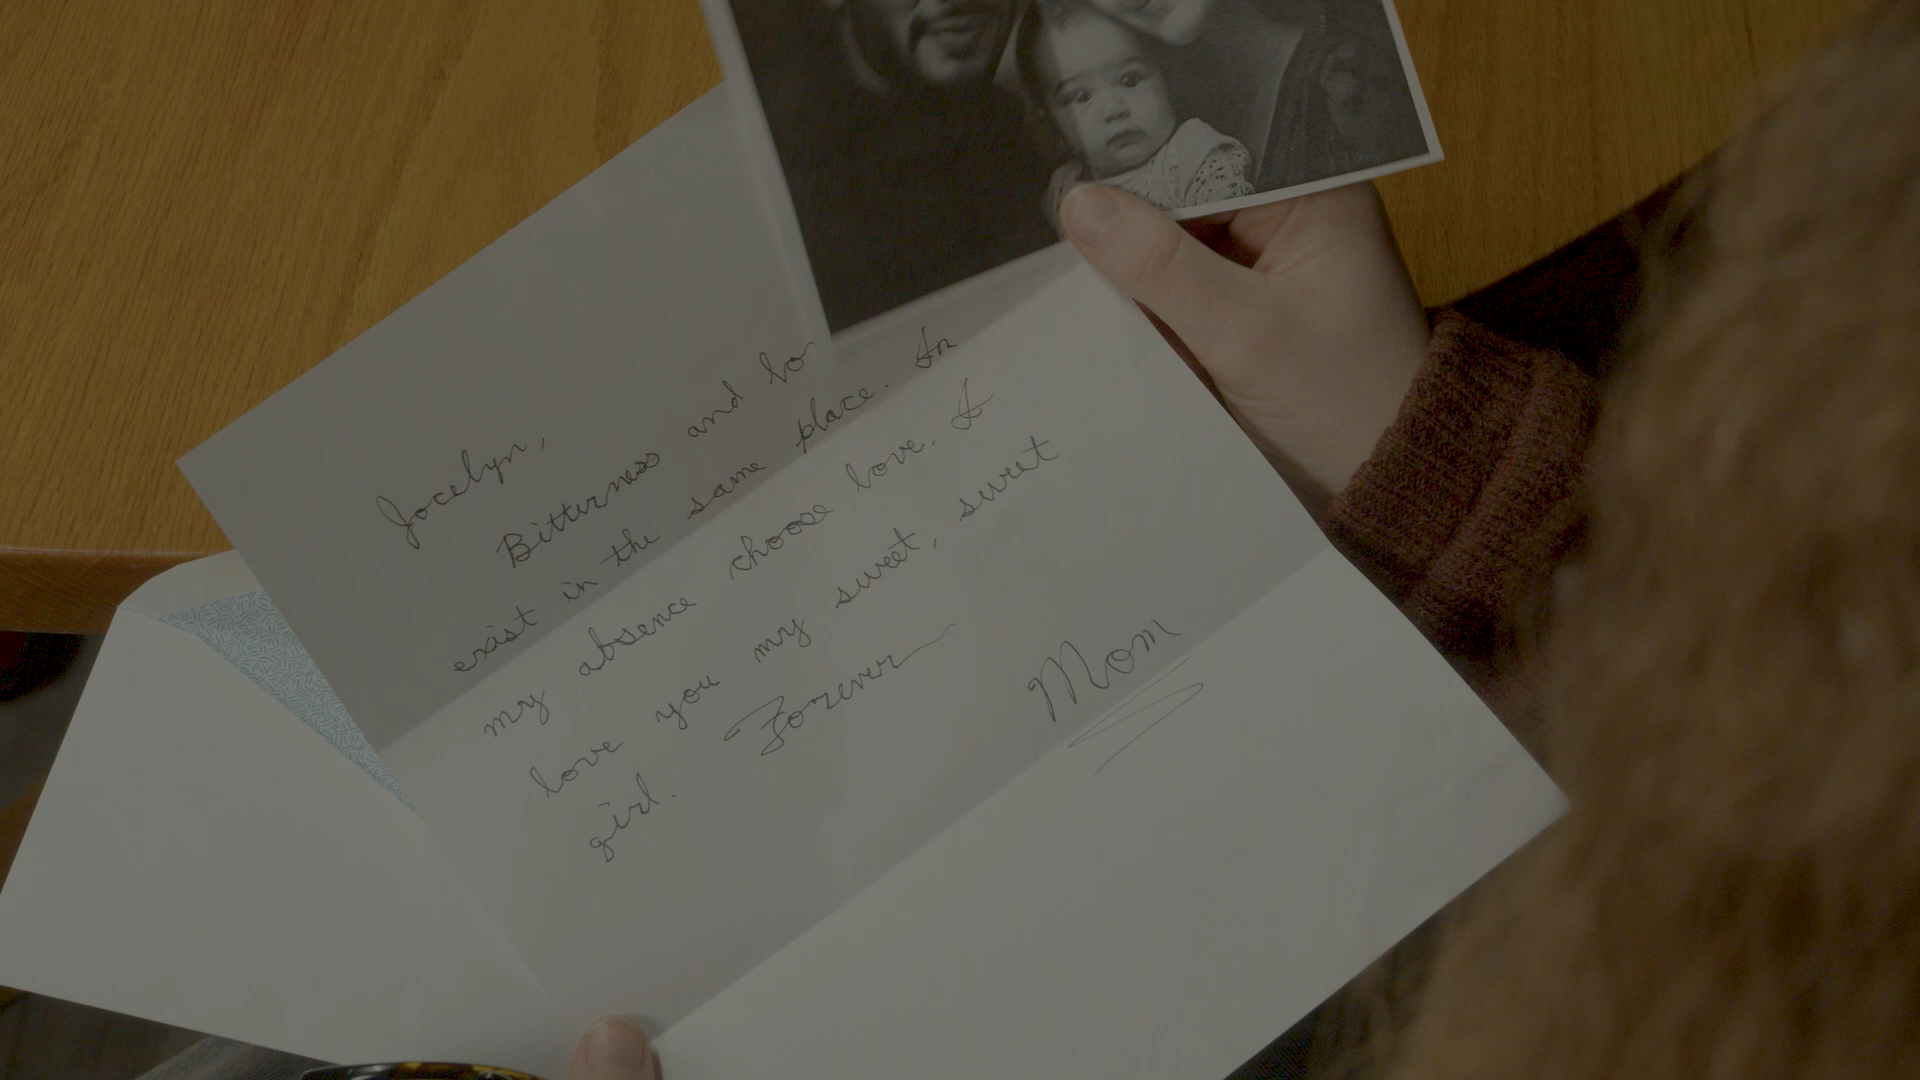 Jocelyn,
Bitterness and
exist in the same place. In
my absence choose love. I
love you my sweet, sweet
girl.
Forever
Mom